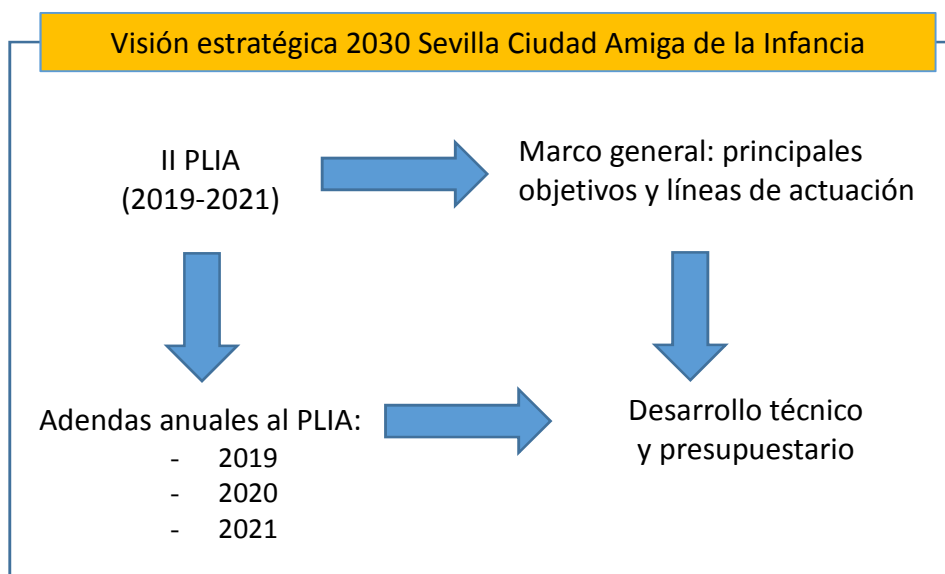 Visión estratégica 2030 Sevilla Ciudad Amiga de la Infancia
II PLIA
(2019-2021)
Marco general: principales
objetivos y líneas de actuación
Adendas anuales al PLIA:
- 2019
- 2020
- 2021
Desarrollo técnico
y presupuestario